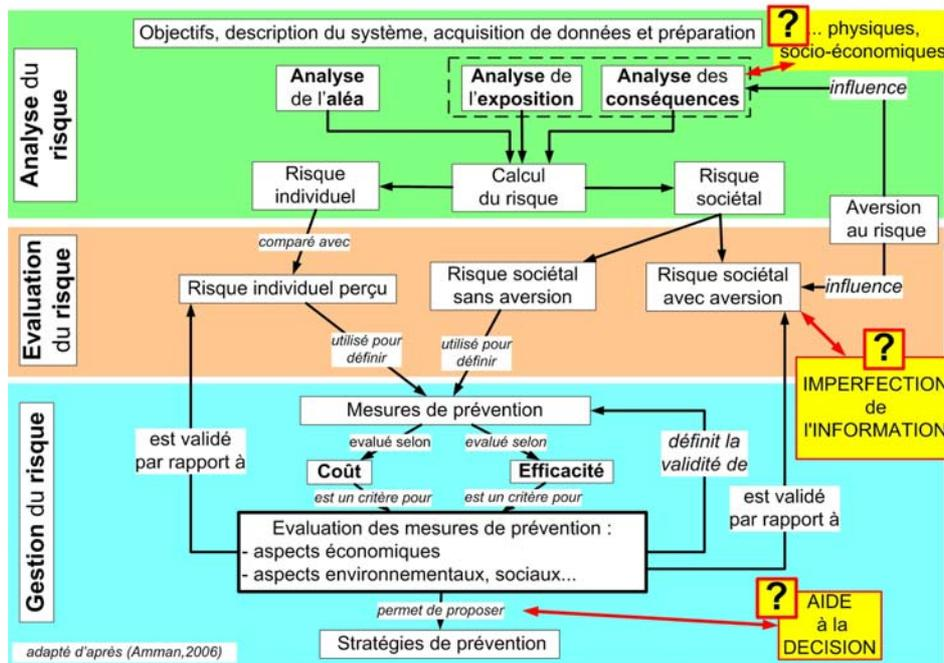 Objectifs, description du système, acquisition de données et préparation
?
... physiques,
socio-économiques
Analyse du
risque
Analyse
de l'aléa
Analyse de
l'exposition
Analyse des
conséquences
influence
Risque
individuel
Calcul
du risque
Risque
sociétal
Aversion
au risque
Evaluation
du risque
comparé avec
Risque individuel perçu
Risque sociétal
sans aversion
Risque sociétal
avec aversion
influence
utilisé pour
définir
utilisé pour
définir
?
IMPERFECTION
de
l'INFORMATION
Gestion du risque
Mesures de prévention
est validé
par rapport à
evalué selon
evalué selon
définit la
validité de
Coût
Efficacité
est un critère pour
est un critère pour
est validé
par rapport à
Evaluation des mesures de prévention :
- aspects économiques
- aspects environnementaux, sociaux...
permet de proposer
?
AIDE
à la
DECISION
Stratégies de prévention
adapté d'après (Amman,2006)